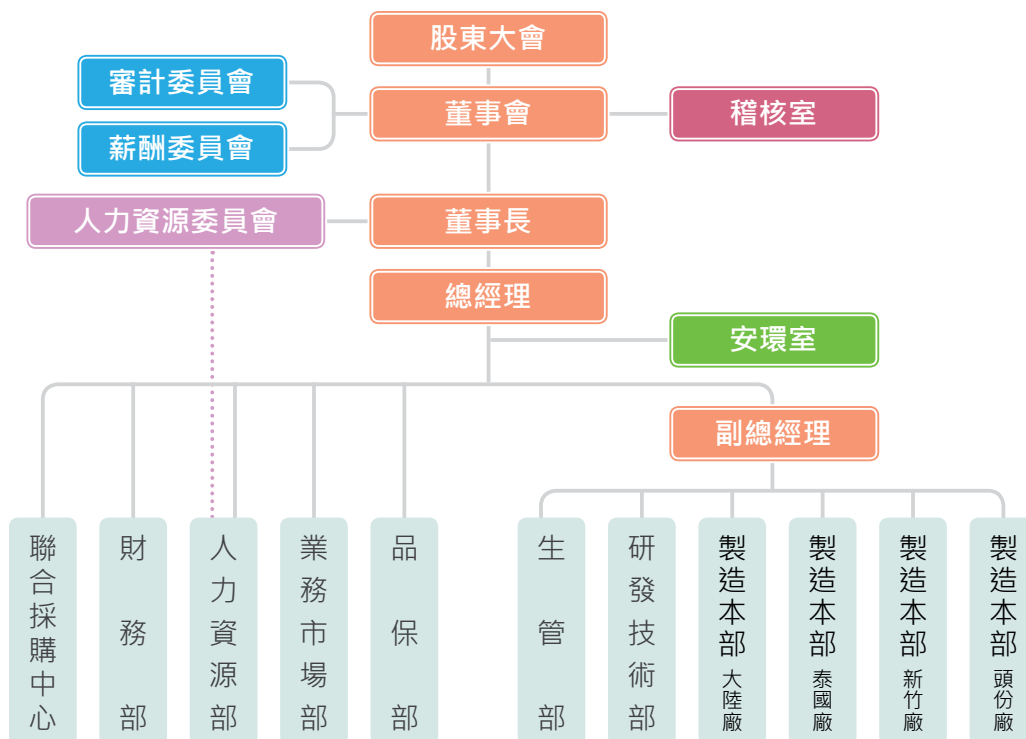 股東大會
審計委員會
董事會
稽核室
薪酬委員會
人力資源委員會
董事長
總經理
安環室
副總經理
聯合採購中心
財務部
人力資源部
業務市場部
品保部
生管部
研發技術部
製造本部 大陸廠
製造本部 泰國廠
製造本部 新竹廠
製造本部 頭份廠